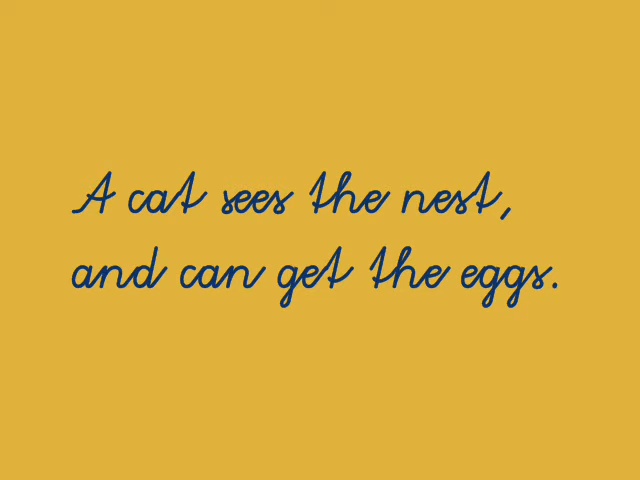 A cat sees the nest,
and can get the eggs.